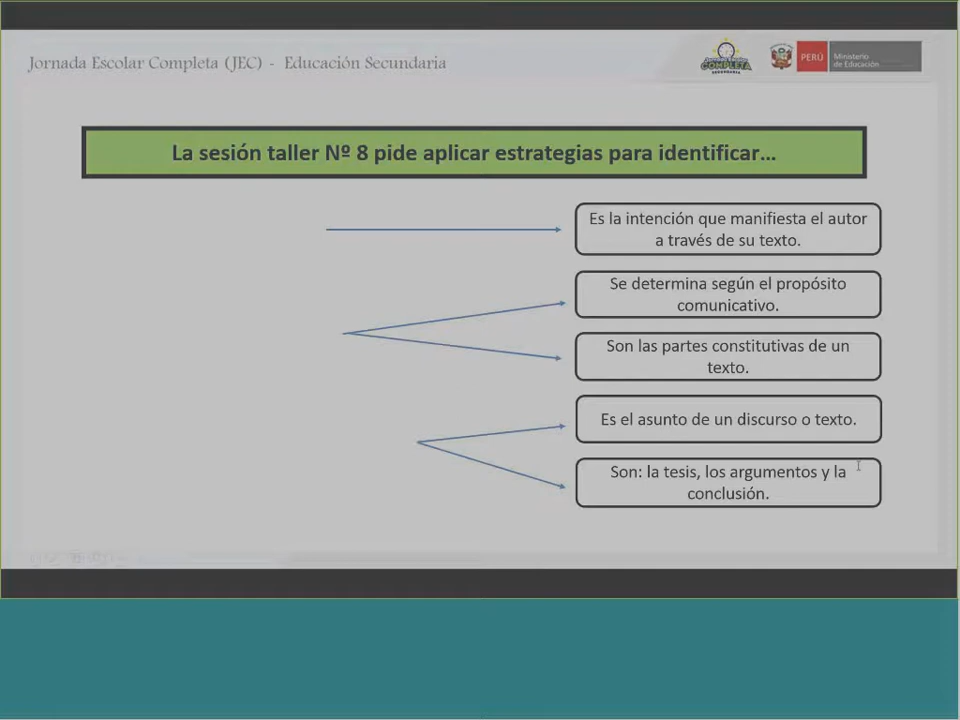 Jornada Escolar Completa (JEC) - Educación Secundaria
COMPLETA
SECUNDARIA
PERÚ
Ministerio
de Educación
La sesión taller Nº 8 pide aplicar estrategias para identificar...
Es la intención que manifiesta el autor
a través de su texto.
Se determina según el propósito
comunicativo.
Son las partes constitutivas de un
texto.
Es el asunto de un discurso o texto.
Son: la tesis, los argumentos y la
conclusión.